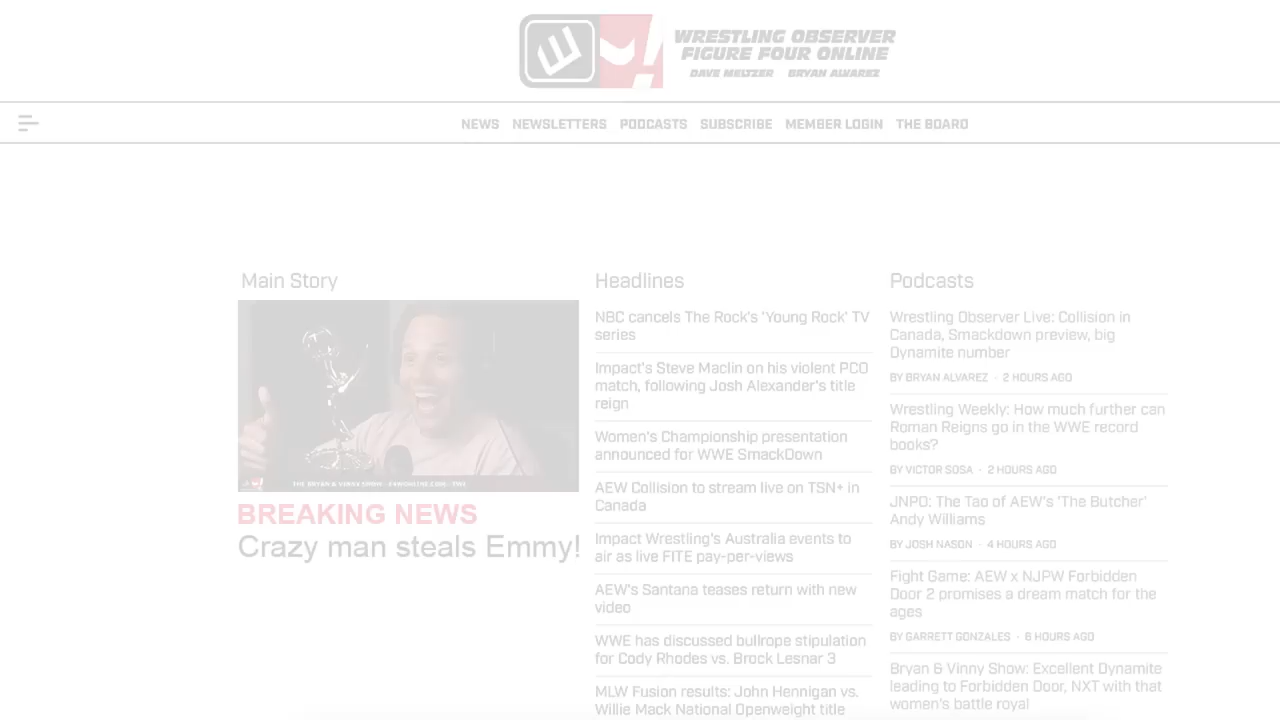 WRESTLING OBSERVER
FIGURE FOUR ONLINE
DAVE MELTZER BRYAN ALVAREZ
NEWS NEWSLETTERS PODCASTS SUBSCRIBE MEMBER LOGIN THE BOARD
Main Story
THE BRYAN & VINNY SHOW
BREAKING NEWS
Crazy man steals Emmy!
Headlines
NBC cancels The Rock's 'Young Rock' TV
series
Impact's Steve Maclin on his violent PCO
match, following Josh Alexander's title
reign
Women's Championship presentation
announced for WWE SmackDown
AEW Collision to stream live on TSN+ in
Canada
Impact Wrestling's Australia events to
air as live FITE pay-per-views
AEW's Santana teases return with new
video
WWE has discussed bullrope stipulation
for Cody Rhodes vs. Brock Lesnar 3
MLW Fusion results: John Hennigan vs.
Willie Mack National Openweight title
Podcasts
Wrestling Observer Live: Collision in
Canada, Smackdown preview, big
Dynamite number
BY BRYAN ALVAREZ · 2 HOURS AGO
Wrestling Weekly: How much further can
Roman Reigns go in the WWE record
books?
BY VICTOR SOSA · 2 HOURS AGO
JNPO: The Tao of AEW's 'The Butcher'
Andy Williams
BY JOSH NASON · 4 HOURS AGO
Fight Game: AEW x NJPW Forbidden
Door 2 promises a dream match for the
ages
BY GARRETT GONZALES · 6 HOURS AGO
Bryan & Vinny Show: Excellent Dynamite
leading to Forbidden Door, NXT with that
women's battle royal